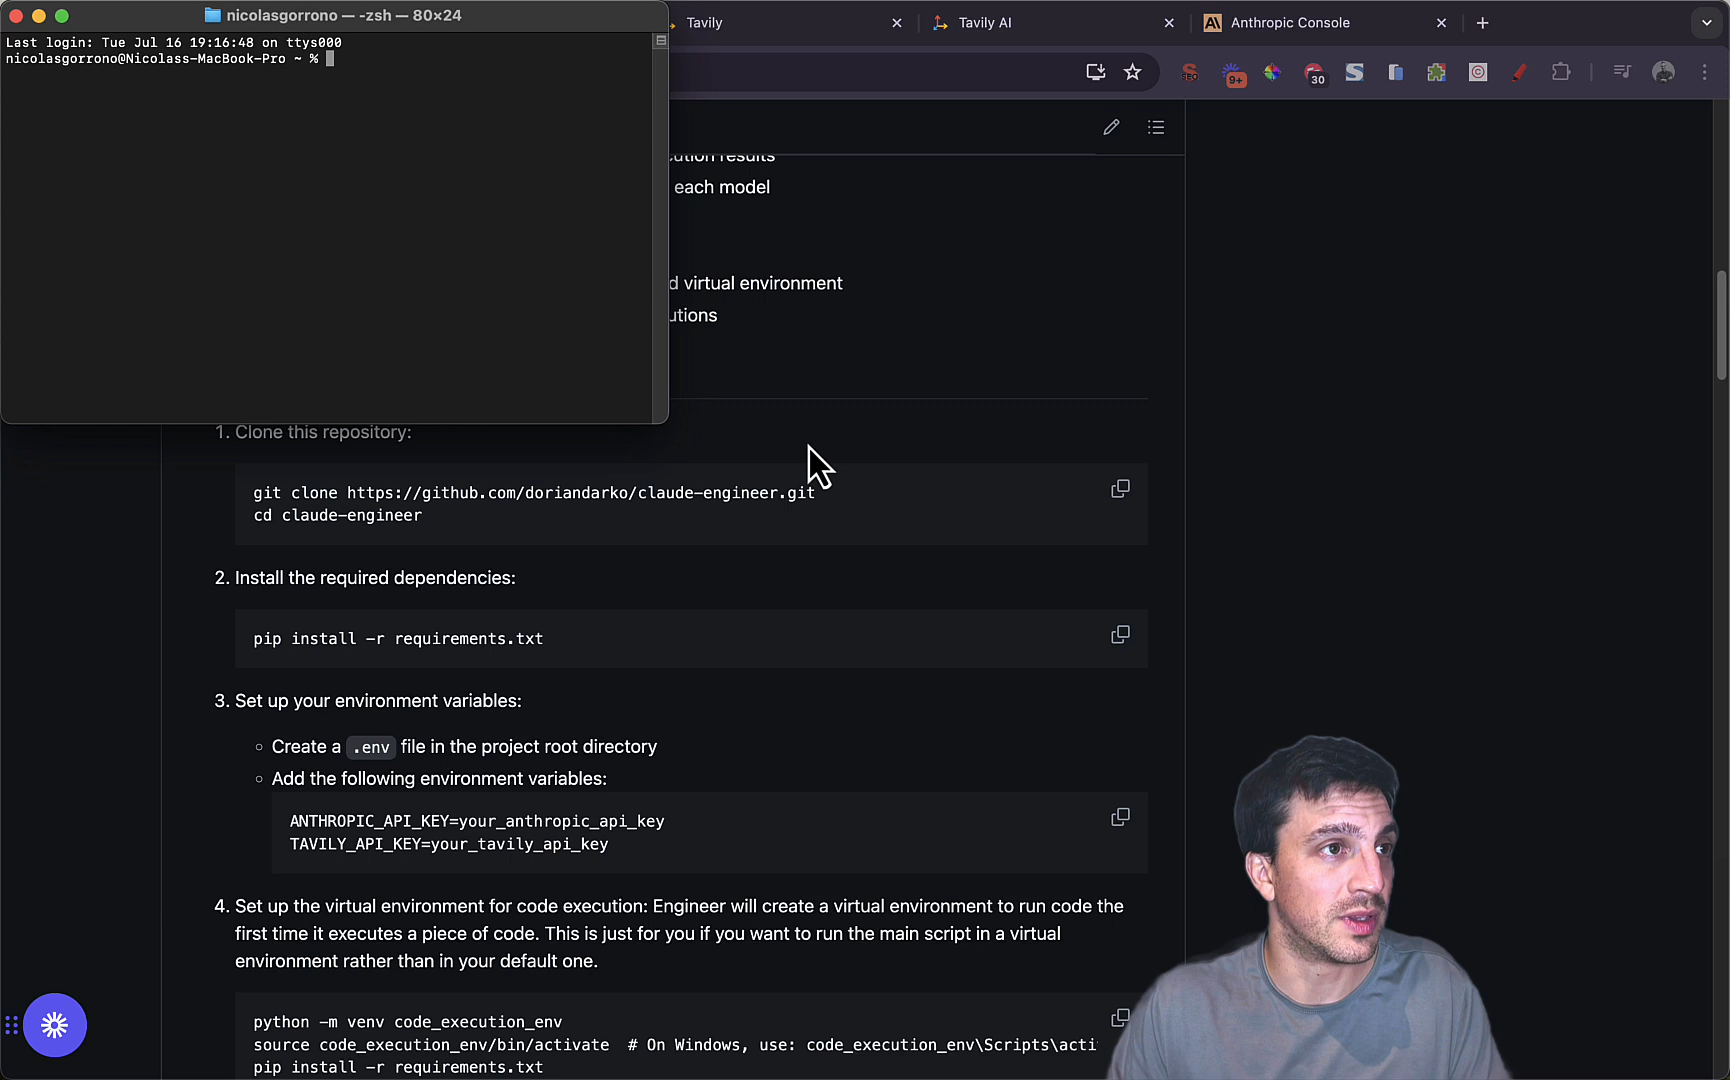 nicolasgorrono — -zsh — 80×24
Tavily
Tavily AI
Anthropic Console
Last login: Tue Jul 16 19:16:48 on ttys000
nicolasgorrono@Nicolass-MacBook-Pro ~ %
SEO
9+
30
results
each model
d virtual environment
utions
1. Clone this repository:
git clone https://github.com/doriandarko/claude-engineer.git
cd claude-engineer
2. Install the required dependencies:
pip install -r requirements.txt
3. Set up your environment variables:
Create a .env file in the project root directory
Add the following environment variables:
ANTHROPIC_API_KEY=your_anthropic_api_key
TAVILY_API_KEY=your_tavily_api_key
4. Set up the virtual environment for code execution: Engineer will create a virtual environment to run code the
first time it executes a piece of code. This is just for you if you want to run the main script in a virtual
environment rather than in your default one.
python -m venv code_execution_env
source code_execution_env/bin/activate # On Windows, use: code_execution_env\Scripts\acti
pip install -r requirements.txt